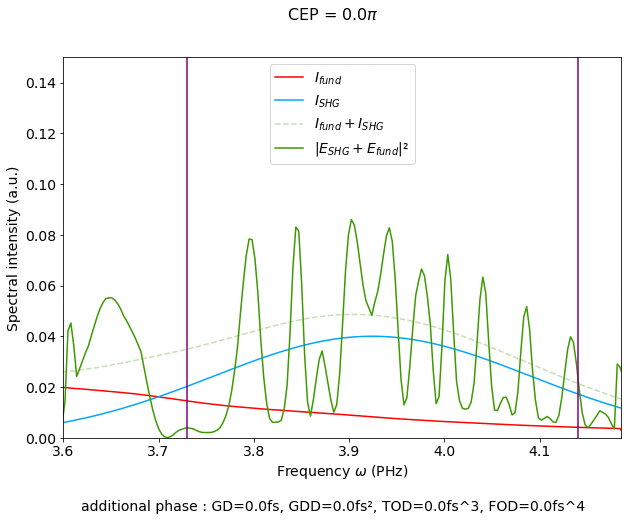 CEP = 0.0π
I_fund
I_SHG
I_fund + I_SHG
|E_SHG + E_fund|²
Spectral intensity (a.u.)
0.14
0.12
0.10
0.08
0.06
0.04
0.02
0.00
3.6 3.7 3.8 3.9 4.0 4.1
Frequency ω (PHz)
additional phase : GD=0.0fs, GDD=0.0fs², TOD=0.0fs^3, FOD=0.0fs^4